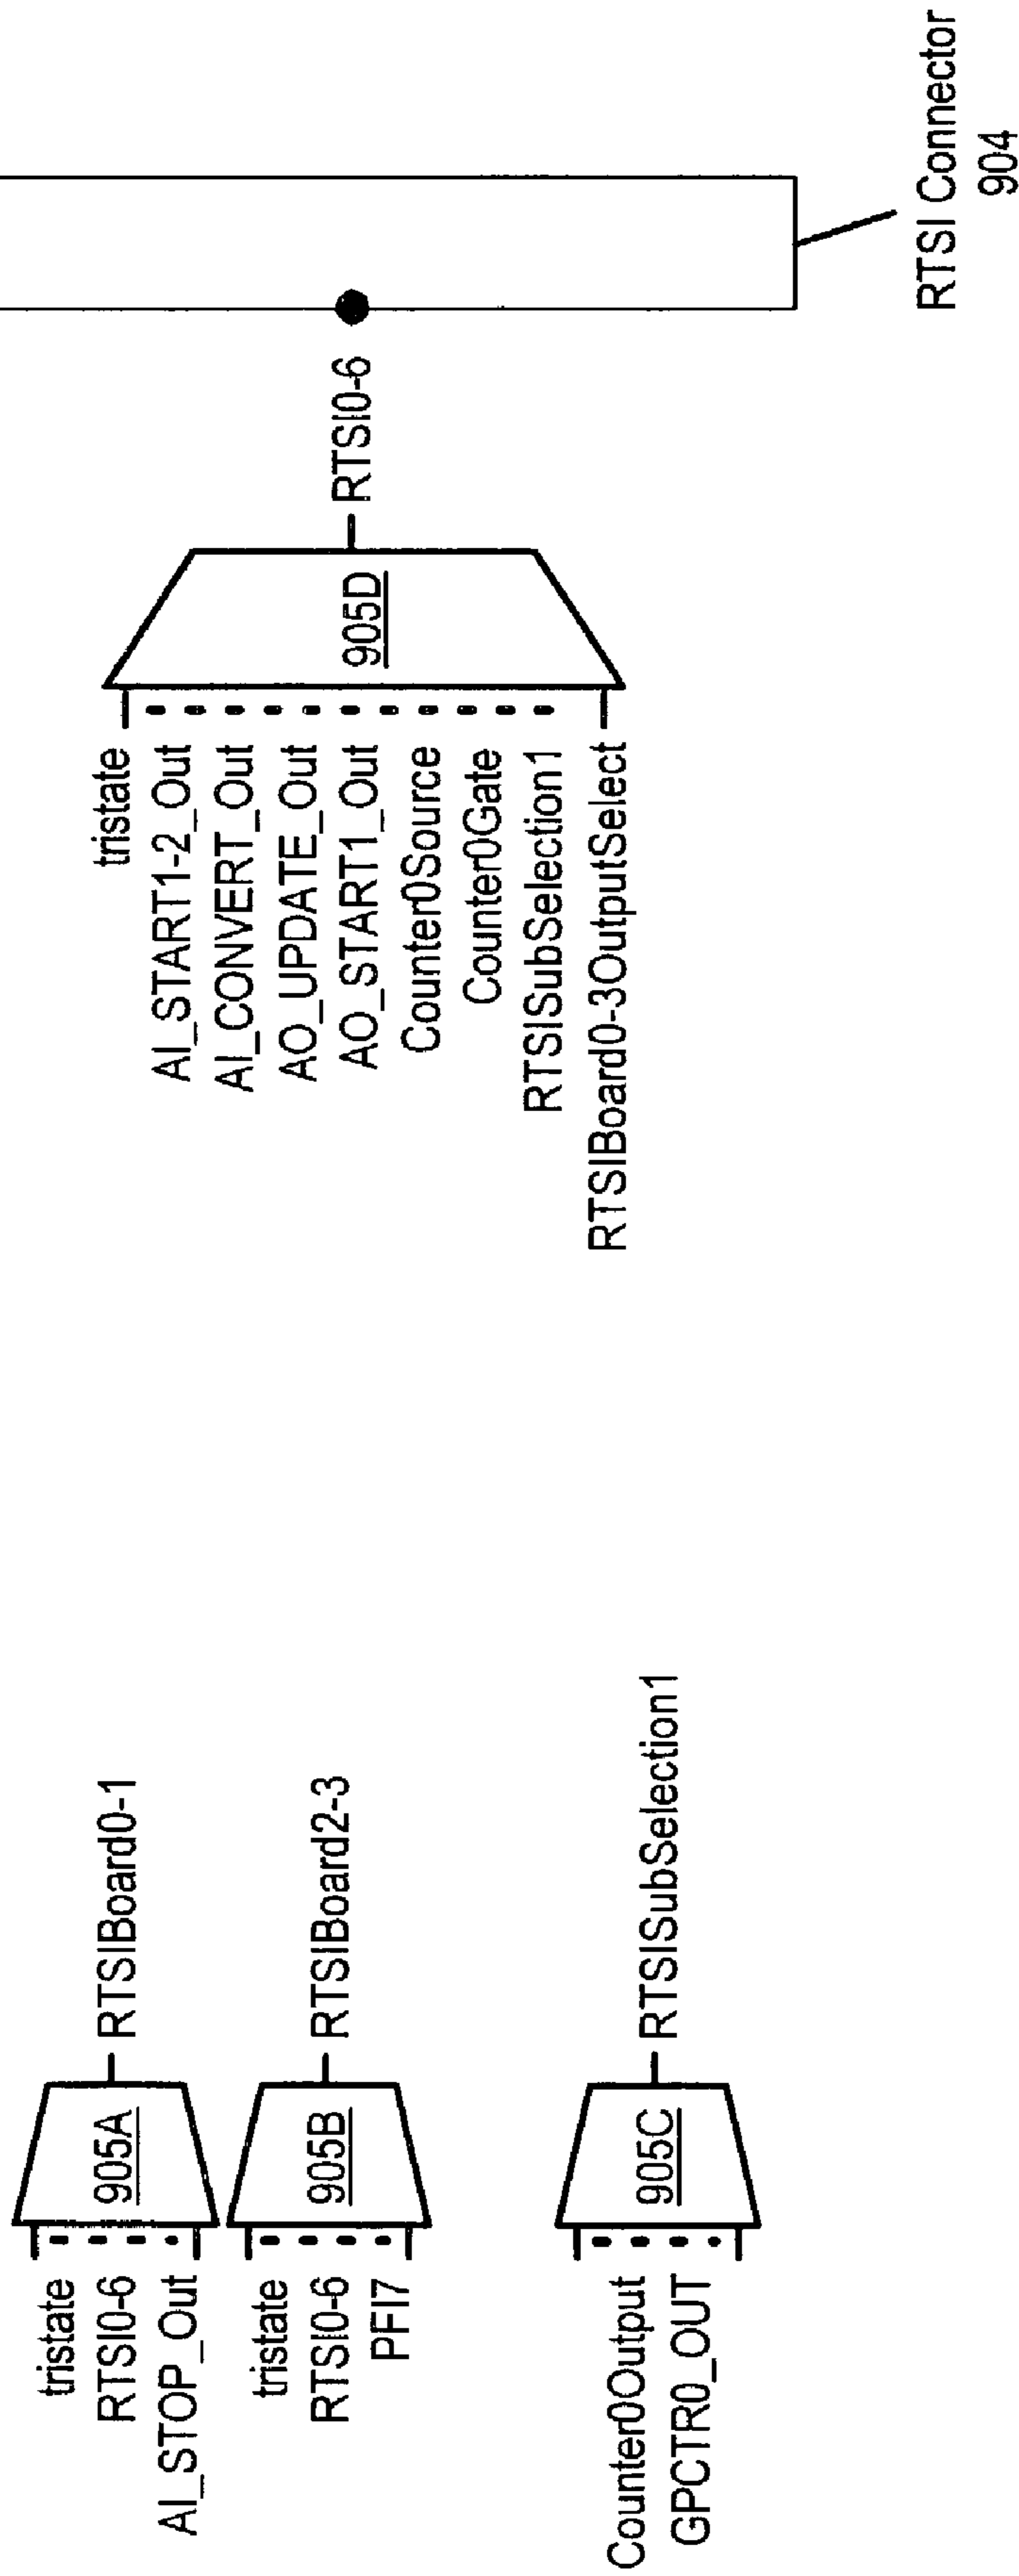 tristate
RTSI0-6
AI_STOP_Out
905A
RTSIBoard0-1
tristate
RTSI0-6
PFI7
905B
RTSIBoard2-3
Counter0Output
GPCTR0_OUT
905C
RTSISubSelection1
tristate
AI_START1-2_Out
AI_CONVERT_Out
AO_UPDATE_Out
AO_START1_Out
Counter0Source
Counter0Gate
RTSISubSelection1
RTSIBoard0-3OutputSelect
905D
RTSI0-6
RTSI Connector
904